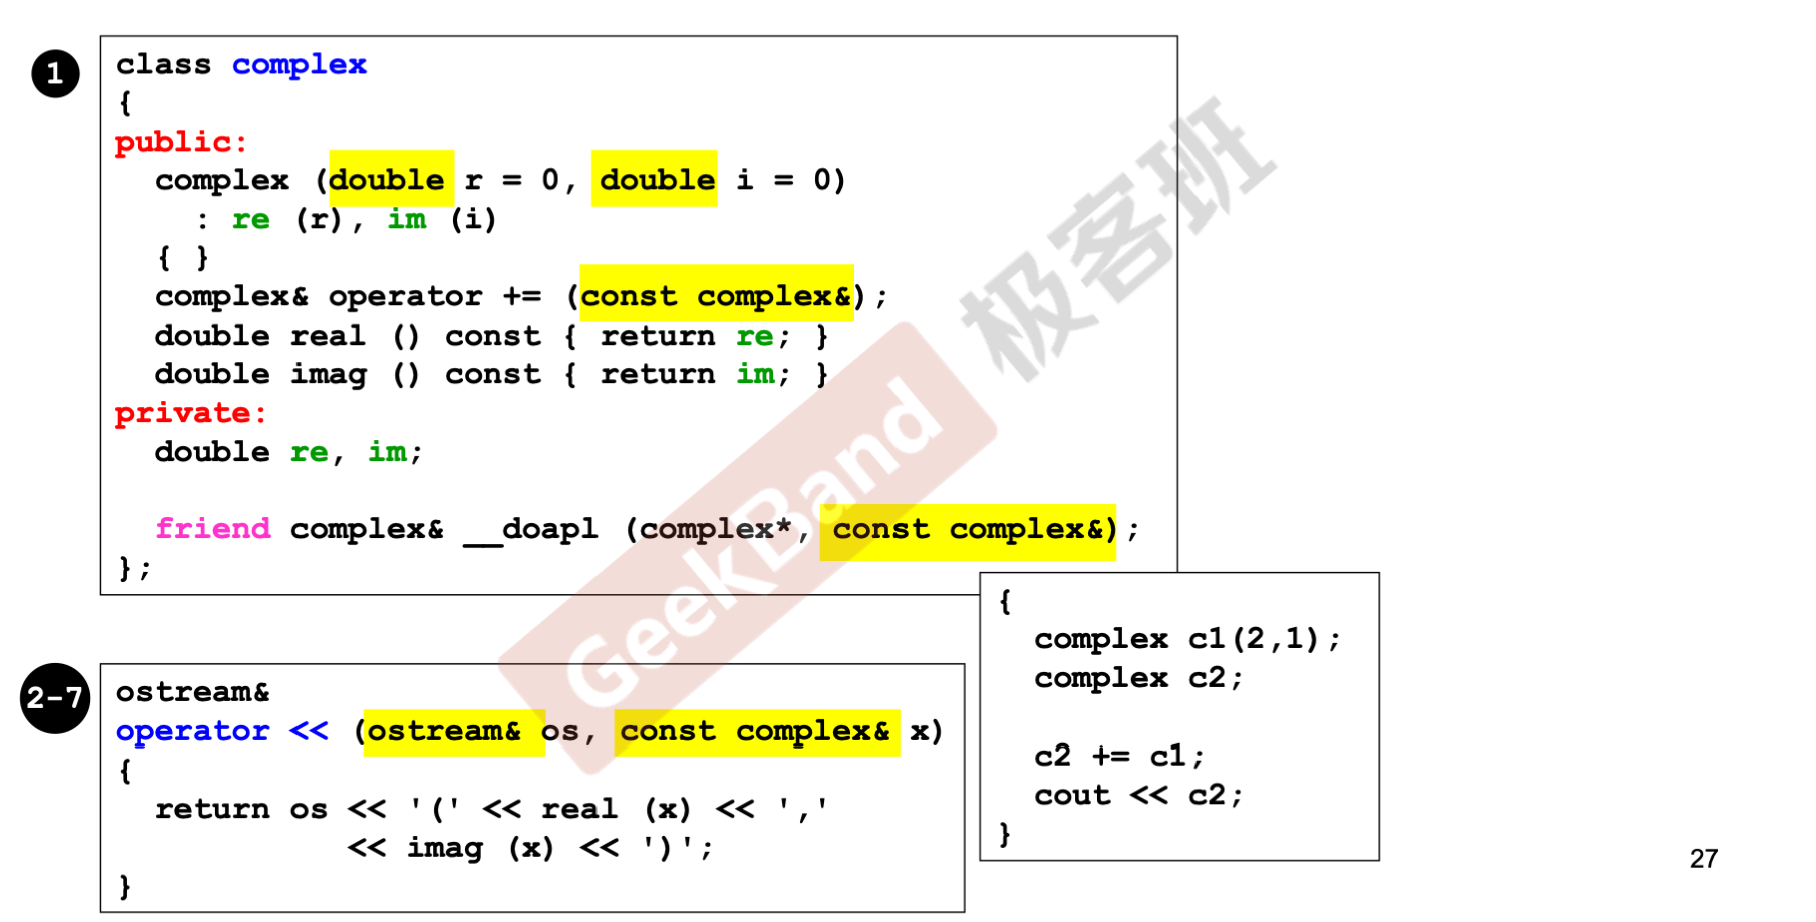 1
class complex
{
public:
  complex (double r = 0, double i = 0)
    : re (r), im (i)
  { }
  complex& operator += (const complex&);
  double real () const { return re; }
  double imag () const { return im; }
private:
  double re, im;
  friend complex& __doapl (complex*, const complex&);
};
{
  complex c1(2,1);
  complex c2;
  c2 += c1;
  cout << c2;
}
2-7
ostream&
operator << (ostream& os, const complex& x)
{
  return os << '(' << real (x) << ','
            << imag (x) << ')';
}
GeekBand 极客班
27